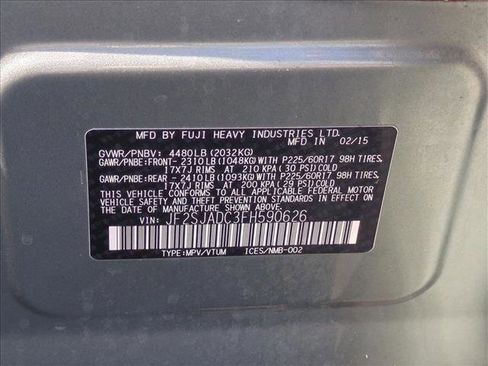 MFD BY FUJI HEAVY INDUSTRIES LTD.
MFD IN 02/15
GVWR/PNBV: 4480LB (2032KG)
GAWR/PNBE:FRONT- 2310LB(1048KG)WITH P225/60R17 98H TIRES,
17X7J RIMS AT 210 KPA (30 PSI)COLD
GAWR/PNBE:REAR - 2410LB(1093KG)WITH P225/60R17 98H TIRES,
17X7J RIMS AT 200 KPA (29 PSI)COLD
THIS VEHICLE CONFORMS TO ALL APPLICABLE FEDERAL MOTOR
VEHICLE SAFETY, BUMPER, AND THEFT PREVENTION STANDARDS
IN EFFECT ON THE DATE OF MANUFACTURE SHOWN ABOVE.
VIN: JF2SJADC3FH590626
TYPE:MPV/VTUM ICES/NMB-002